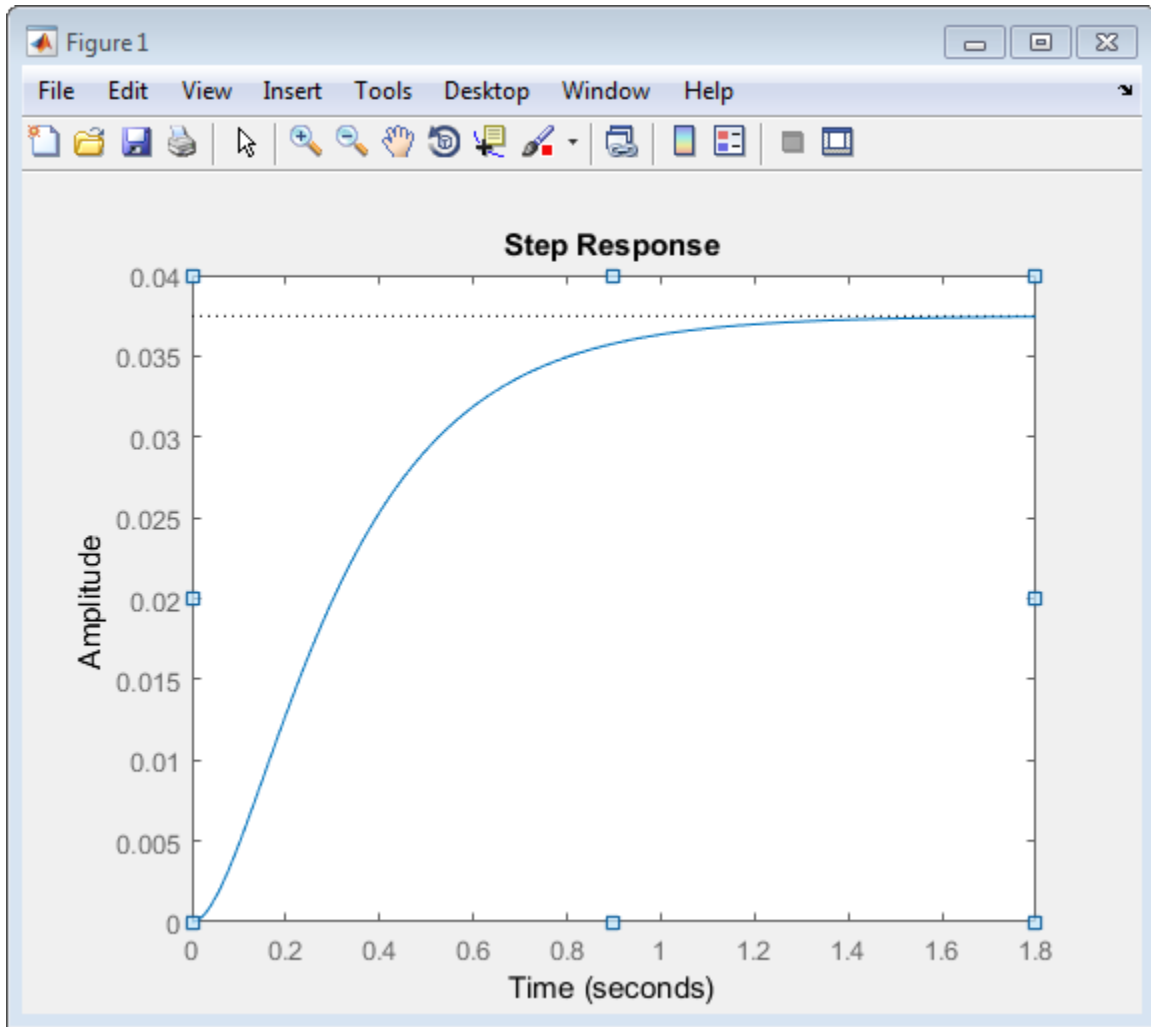 Figure 1
File Edit View Insert Tools Desktop Window Help
Step Response
0.04
0.035
0.03
0.025
0.02
0.015
0.01
0.005
0
Amplitude
0 0.2 0.4 0.6 0.8 1 1.2 1.4 1.6 1.8
Time (seconds)